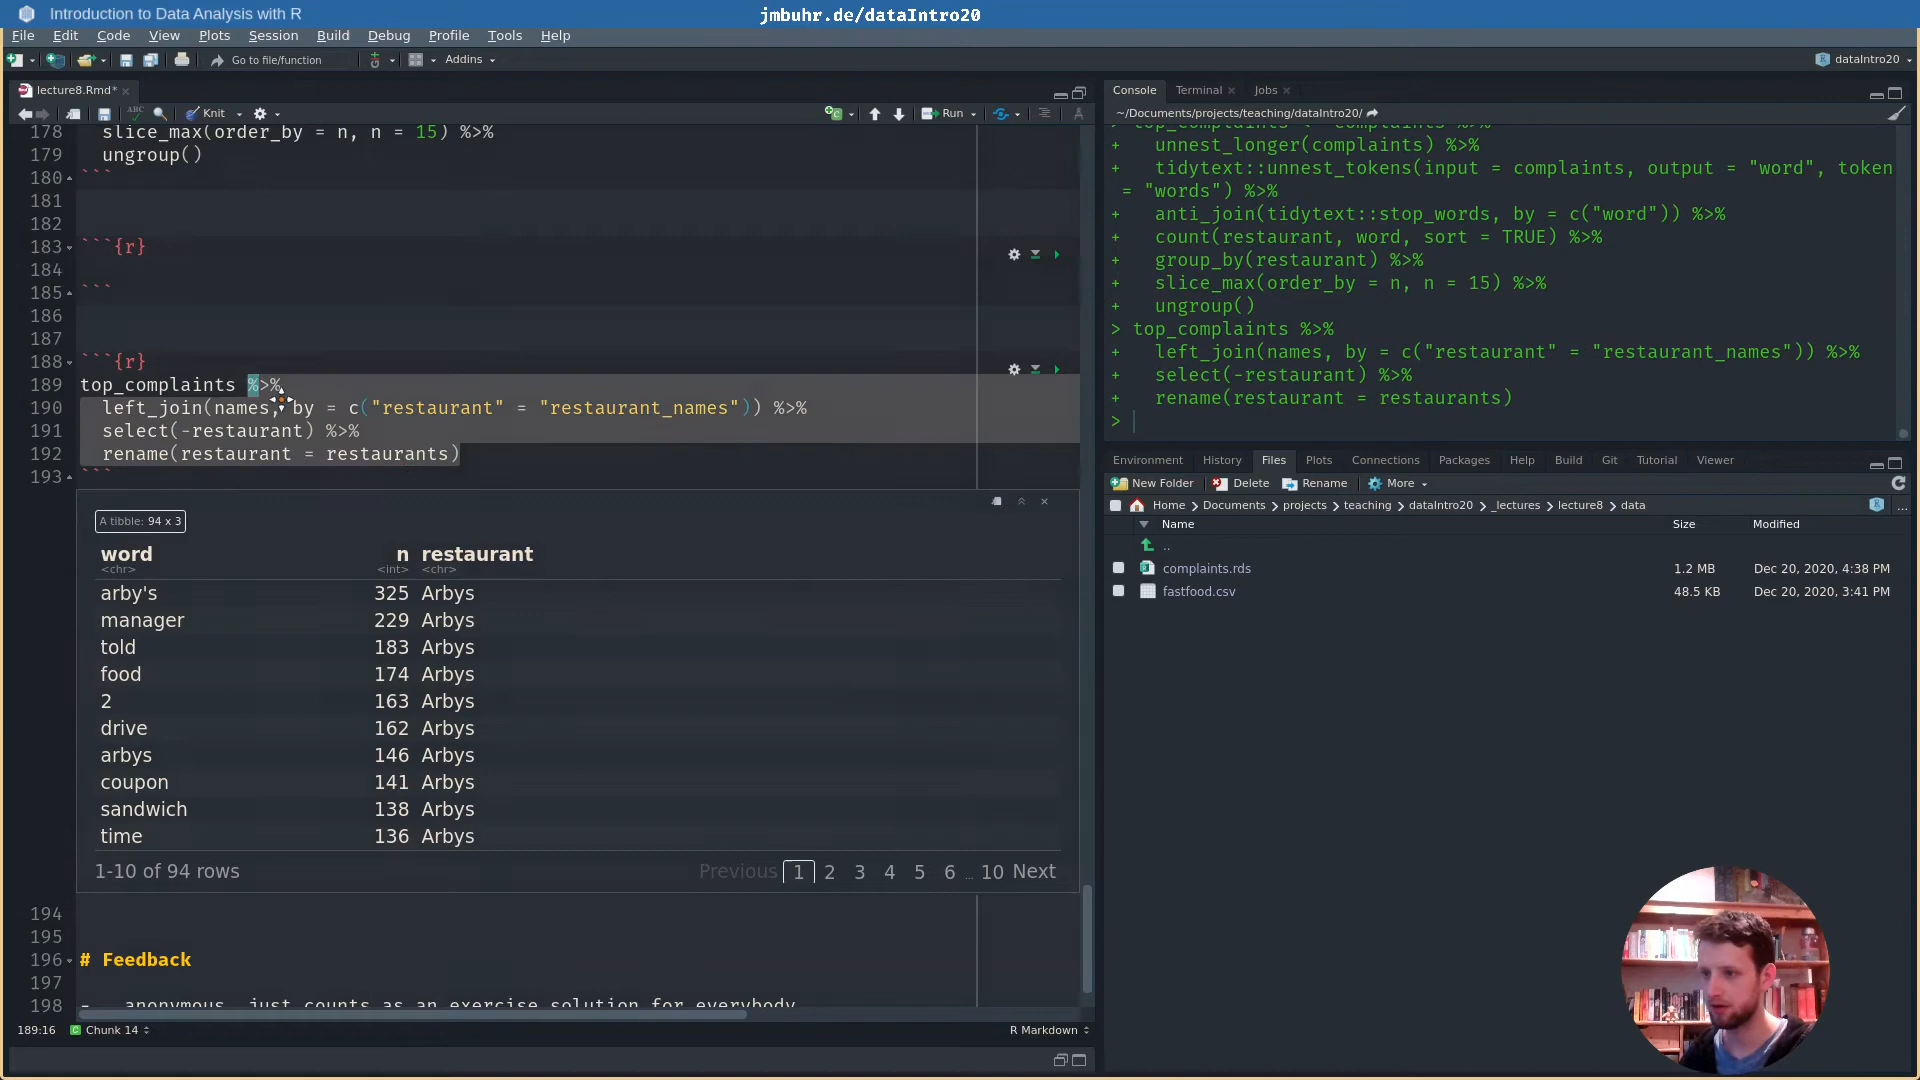 Introduction to Data Analysis with R
jmbuhr.de/dataIntro20
File Edit Code View Plots Session Build Debug Profile Tools Help
Go to file/function Addins dataIntro20
lecture8.Rmd*
Knit Run
178 slice_max(order_by = n, n = 15) %>%
179 ungroup()
180 ```
181
182
183 ```{r}
184
185 ```
186
187
188 ```{r}
189 top_complaints %>%
190 left_join(names, by = c("restaurant" = "restaurant_names")) %>%
191 select(-restaurant) %>%
192 rename(restaurant = restaurants)
193 ```
A tibble: 94 x 3
word n restaurant
<chr> <int> <chr>
arby's 325 Arbys
manager 229 Arbys
told 183 Arbys
food 174 Arbys
2 163 Arbys
drive 162 Arbys
arbys 146 Arbys
coupon 141 Arbys
sandwich 138 Arbys
time 136 Arbys
1-10 of 94 rows Previous 1 2 3 4 5 6 ... 10 Next
194
195
196 # Feedback
197
198 - anonymous, just counts as an exercise solution for everybody
189:16 Chunk 14 R Markdown
Console Terminal Jobs
~/Documents/projects/teaching/dataIntro20/
> top_complaints <- complaints %>%
+ unnest_longer(complaints) %>%
+ tidytext::unnest_tokens(input = complaints, output = "word", token
= "words") %>%
+ anti_join(tidytext::stop_words, by = c("word")) %>%
+ count(restaurant, word, sort = TRUE) %>%
+ group_by(restaurant) %>%
+ slice_max(order_by = n, n = 15) %>%
+ ungroup()
> top_complaints %>%
+ left_join(names, by = c("restaurant" = "restaurant_names")) %>%
+ select(-restaurant) %>%
+ rename(restaurant = restaurants)
>
Environment History Files Plots Connections Packages Help Build Git Tutorial Viewer
New Folder Delete Rename More
Home Documents projects teaching dataIntro20 _lectures lecture8 data ...
Name Size Modified
..
complaints.rds 1.2 MB Dec 20, 2020, 4:38 PM
fastfood.csv 48.5 KB Dec 20, 2020, 3:41 PM